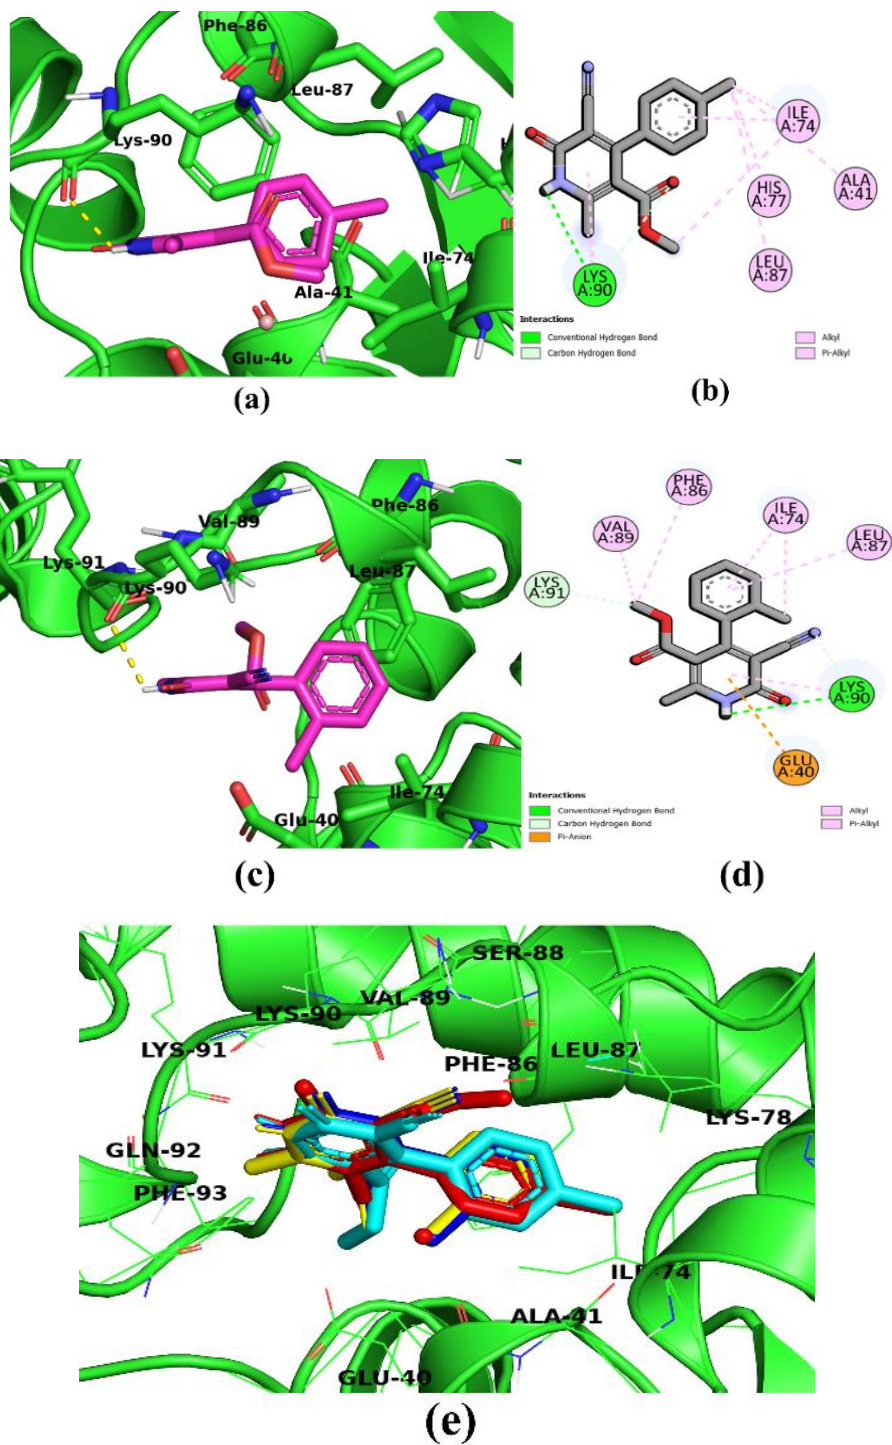 Phe-86
Leu-87
Lys-90
Ile-74
Ala-41
Glu-40
(a)
ILE
A:74
HIS
A:77
ALA
A:41
LEU
A:87
LYS
A:90
Interactions
Conventional Hydrogen Bond
Carbon Hydrogen Bond
Alkyl
Pi-Alkyl
(b)
Val-89
Phe-86
Lys-91
Lys-90
Leu-87
Ile-74
Glu-40
(c)
PHE
A:86
VAL
A:89
ILE
A:74
LEU
A:87
LYS
A:91
LYS
A:90
GLU
A:40
Interactions
Conventional Hydrogen Bond
Carbon Hydrogen Bond
Pi-Anion
Alkyl
Pi-Alkyl
(d)
SER-88
VAL-89
LYS-90
LYS-91
PHE-86
LEU-87
LYS-78
GLN-92
PHE-93
ILE-74
ALA-41
GLU-40
(e)